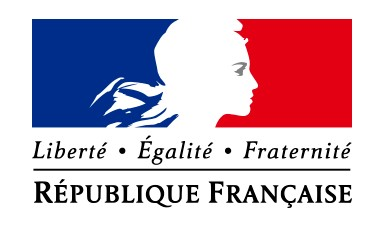 Liberté • Égalité • Fraternité
RÉPUBLIQUE FRANÇAISE